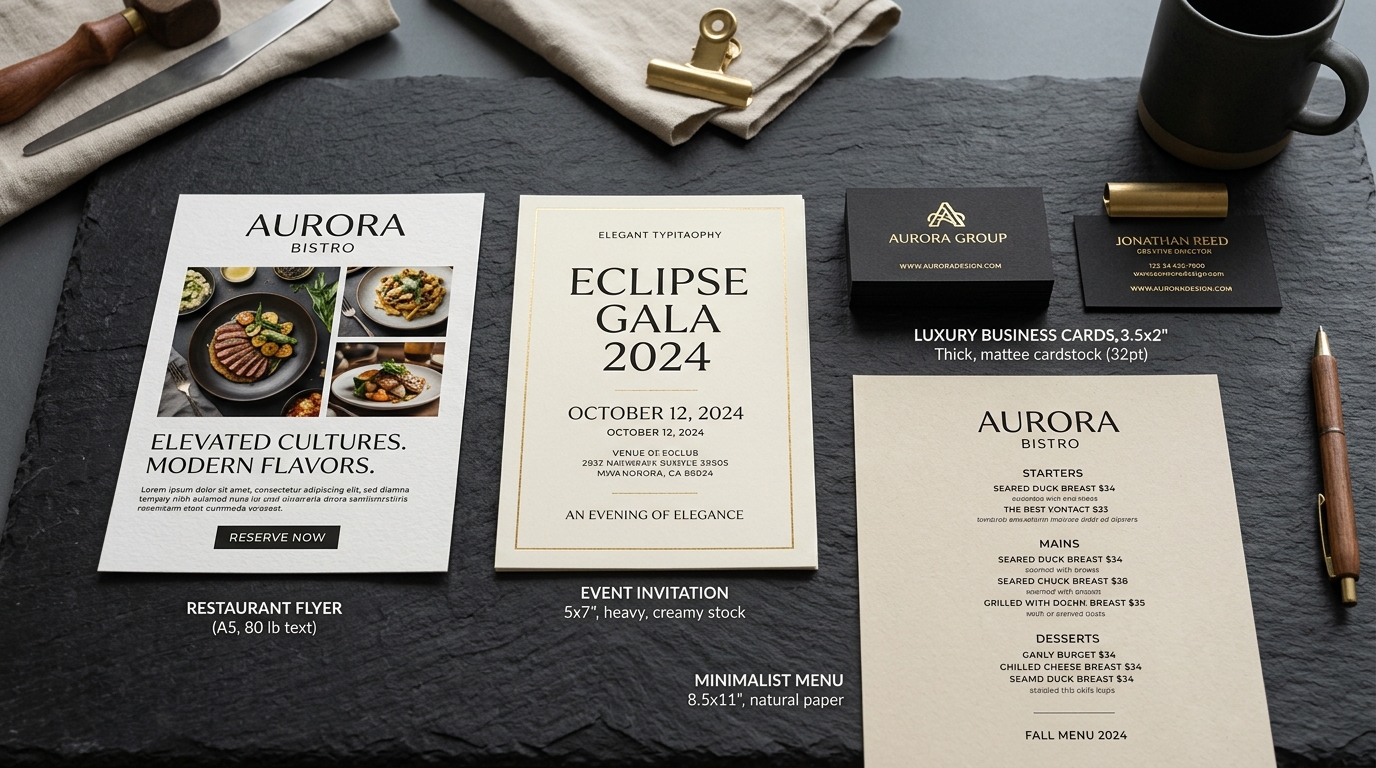 AURORA
BISTRO
ELEVATED CULTURES.
MODERN FLAVORS.
Lorem ipsum dolor sit amet, consectetur adipiscing elit, sed diamna
RESERVE NOW
RESTAURANT FLYER
(A5, 80 lb text)
ELEGANT TYPITAOPHY
ECLIPSE
GALA
2024
OCTOBER 12, 2024
OCTOBER 12, 2024
VENUE OF EOCLUB
MWANORORA, CA 86024
AN EVENING OF ELEGANCE
EVENT INVITATION
5x7", heavy, creamy stock
AURORA GROUP
WWW.AURORADESIGN.COM
JONATHAN REED
LUXURY BUSINESS CARDS, 3.5x2"
Thick, mattee cardstock (32pt)
AURORA
BISTRO
STARTERS
SEARED DUCK BREAST $34
THE BEST VONTACT $33
MAINS
SEARED DUCK BREAST $34
SEARED CHUCK BREAST $36
GRILLED WITH BREAST $35
DESSERTS
GANLY BURGET $34
CHILLED CHEESE BREAST $34
SEAMD DUCK BREAST $34
FALL MENU 2024
MINIMALIST MENU
8.5x11", natural paper